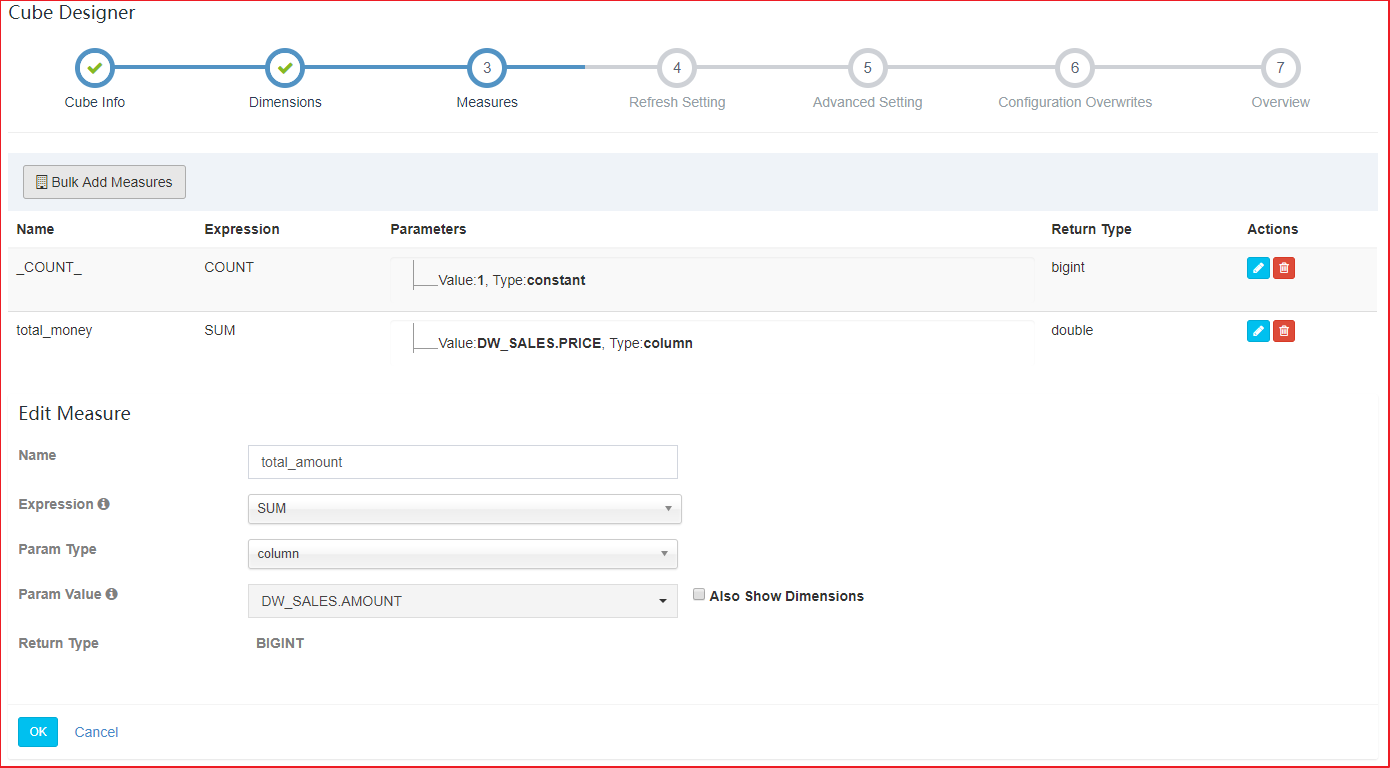 Cube Designer
3 4 5 6 7
Cube Info Dimensions Measures Refresh Setting Advanced Setting Configuration Overwrites Overview
Bulk Add Measures
Name Expression Parameters Return Type Actions
_COUNT_ COUNT Value:1, Type:constant bigint
total_money SUM Value:DW_SALES.PRICE, Type:column double
Edit Measure
Name total_amount
Expression SUM
Param Type column
Param Value DW_SALES.AMOUNT Also Show Dimensions
Return Type BIGINT
OK Cancel